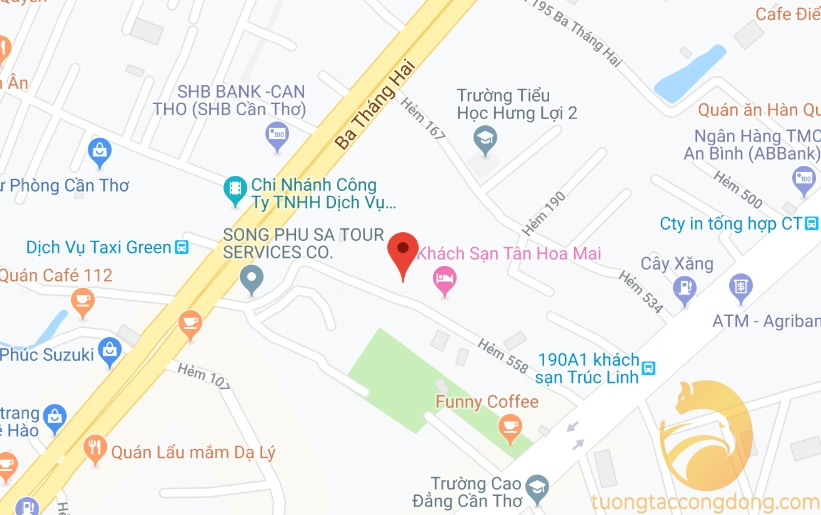 195 Ba Tháng Hai
Cafe Điể
n Ân
SHB BANK -CAN
THO (SHB Cần Thơ)
Ba Tháng Hai
Hẻm 167
Trường Tiểu
Học Hưng Lợi 2
Quán ăn Hàn Qu
Ngân Hàng TMC
An Bình (ABBank)
Hẻm 500
ư Phòng Cần Thơ
Chi Nhánh Công
Ty TNHH Dịch Vụ...
Hẻm 190
Cty in tổng hợp CT
Dịch Vụ Taxi Green
SONG PHU SA TOUR
SERVICES CO.
Khách Sạn Tân Hoa Mai
Cây Xăng
Hẻm 534
Quán Café 112
ATM - Agriban
Phúc Suzuki
Hẻm 107
Hẻm 558
190A1 khách
sạn Trúc Linh
Funny Coffee
trang
ệ Hào
Quán Lẩu mắm Dạ Lý
Trường Cao
Đẳng Cần Thơ
Hẻm
tuongtaccongdong.com